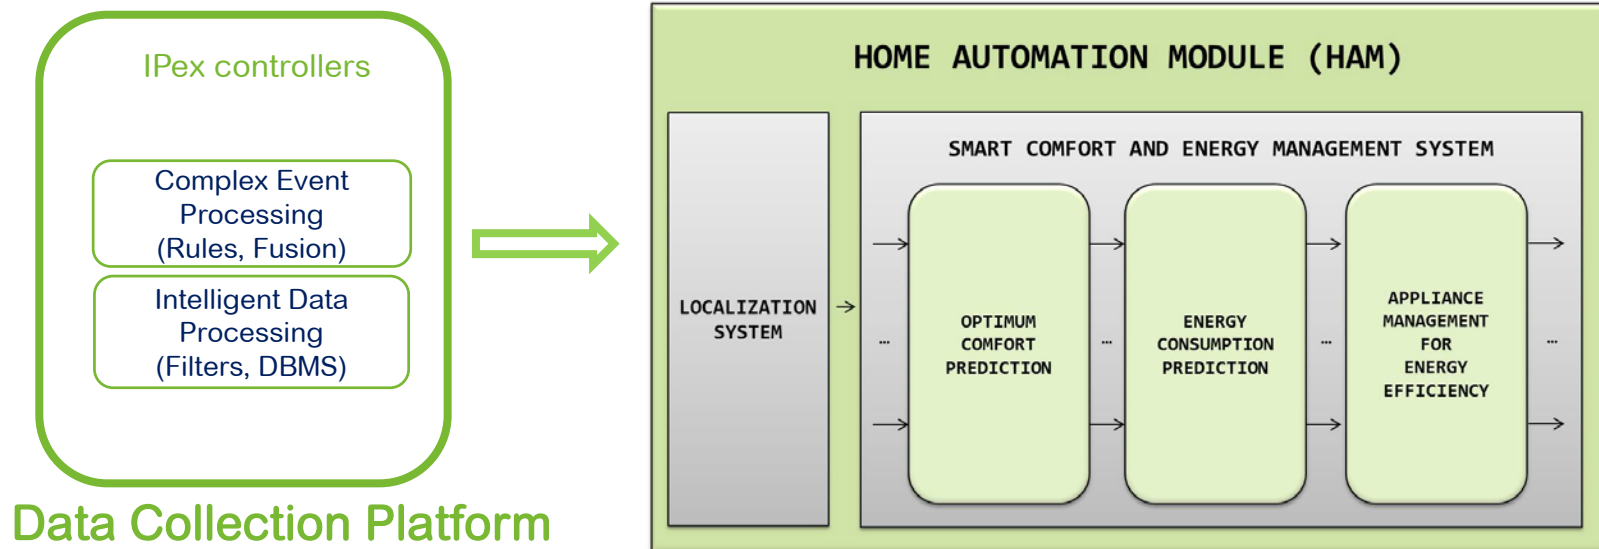 IPex controllers
Complex Event
Processing
(Rules, Fusion)
Intelligent Data
Processing
(Filters, DBMS)
Data Collection Platform
HOME AUTOMATION MODULE (HAM)
LOCALIZATION
SYSTEM
SMART COMFORT AND ENERGY MANAGEMENT SYSTEM
...
OPTIMUM
COMFORT
PREDICTION
...
ENERGY
CONSUMPTION
PREDICTION
...
APPLIANCE
MANAGEMENT
FOR
ENERGY
EFFICIENCY
...